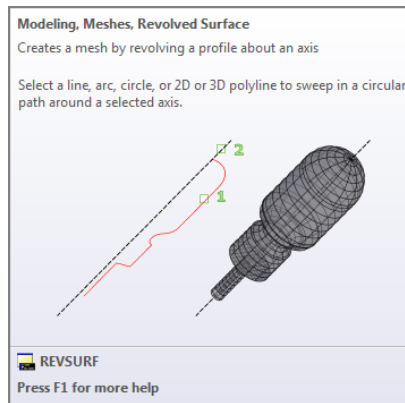 Modeling, Meshes, Revolved Surface
Creates a mesh by revolving a profile about an axis
Select a line, arc, circle, or 2D or 3D polyline to sweep in a circular
path around a selected axis.
2
1
REVSURF
Press F1 for more help